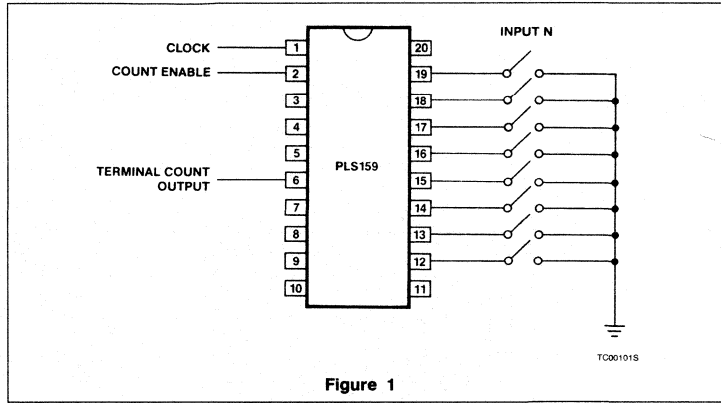 INPUT N
CLOCK 1 20
COUNT ENABLE 2 19
3 18
4 17
5 16
PLS159
TERMINAL COUNT
OUTPUT
6 15
7 14
8 13
9 12
10 11
TC00101S
Figure 1